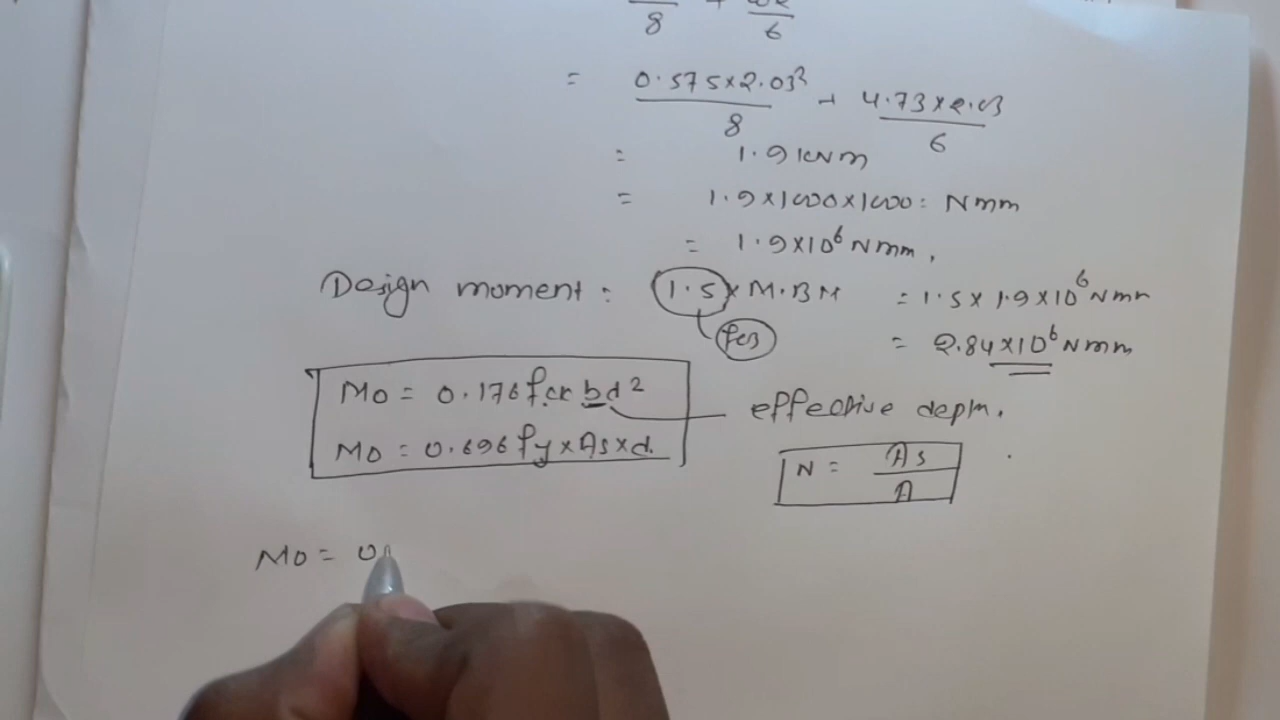 8 + 6
= 0.575×2.03² / 8 + 4.73×2.03 / 6
= 1.9 kNm
= 1.9×1000×1000 = Nmm
= 1.9×10⁶ Nmm,
Design moment = 1.5 × M.BM = 1.5 × 1.9×10⁶ Nmm
= 2.84×10⁶ Nmm
Mo = 0.176 fck bd² effective depth.
Mo = 0.696 fy×As×d.
N = As / A
Mo = 0